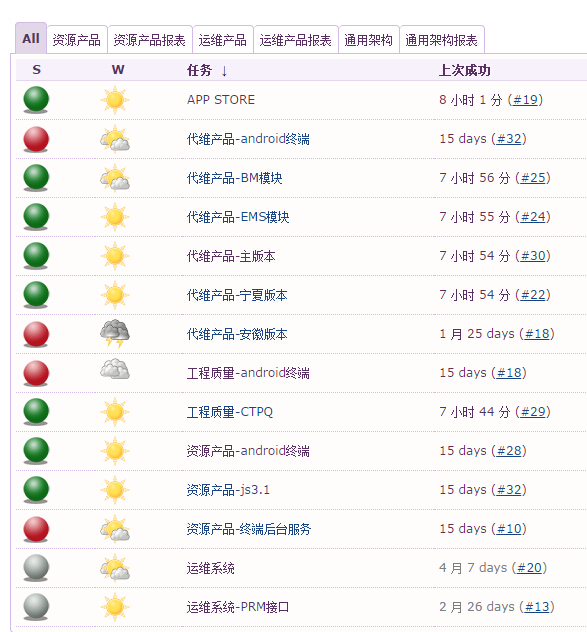 All 资源产品 资源产品报表 运维产品 运维产品报表 通用架构 通用架构报表
S W 任务 ↓ 上次成功
APP STORE 8 小时 1 分 (#19)
代维产品-android终端 15 days (#32)
代维产品-BM模块 7 小时 56 分 (#25)
代维产品-EMS模块 7 小时 55 分 (#24)
代维产品-主版本 7 小时 54 分 (#30)
代维产品-宁夏版本 7 小时 54 分 (#22)
代维产品-安徽版本 1 月 25 days (#18)
工程质量-android终端 15 days (#18)
工程质量-CTPQ 7 小时 44 分 (#29)
资源产品-android终端 15 days (#28)
资源产品-js3.1 15 days (#32)
资源产品-终端后台服务 15 days (#10)
运维系统 4 月 7 days (#20)
运维系统-PRM接口 2 月 26 days (#13)